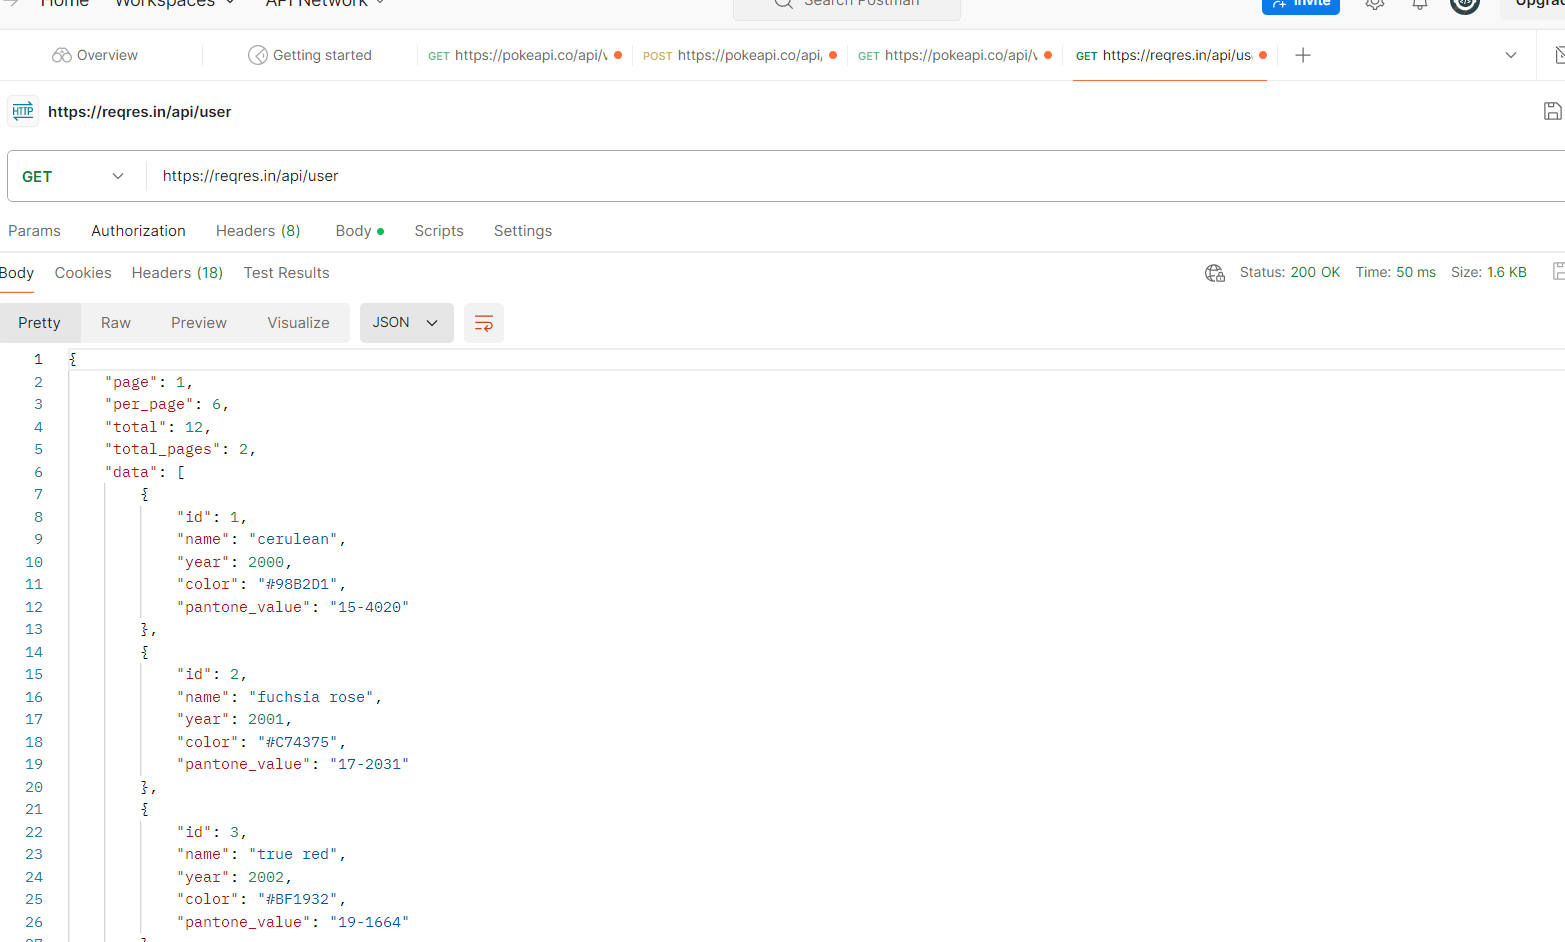 Home Workspaces API Network Search Postman Invite
Overview Getting started GET https://pokeapi.co/api/ POST https://pokeapi.co/api/ GET https://pokeapi.co/api/ GET https://reqres.in/api/us
HTTP https://reqres.in/api/user
GET https://reqres.in/api/user
Params Authorization Headers (8) Body Scripts Settings
Body Cookies Headers (18) Test Results Status: 200 OK Time: 50 ms Size: 1.6 KB
Pretty Raw Preview Visualize JSON
1 {
2 "page": 1,
3 "per_page": 6,
4 "total": 12,
5 "total_pages": 2,
6 "data": [
7 {
8 "id": 1,
9 "name": "cerulean",
10 "year": 2000,
11 "color": "#98B2D1",
12 "pantone_value": "15-4020"
13 },
14 {
15 "id": 2,
16 "name": "fuchsia rose",
17 "year": 2001,
18 "color": "#C74375",
19 "pantone_value": "17-2031"
20 },
21 {
22 "id": 3,
23 "name": "true red",
24 "year": 2002,
25 "color": "#BF1932",
26 "pantone_value": "19-1664"